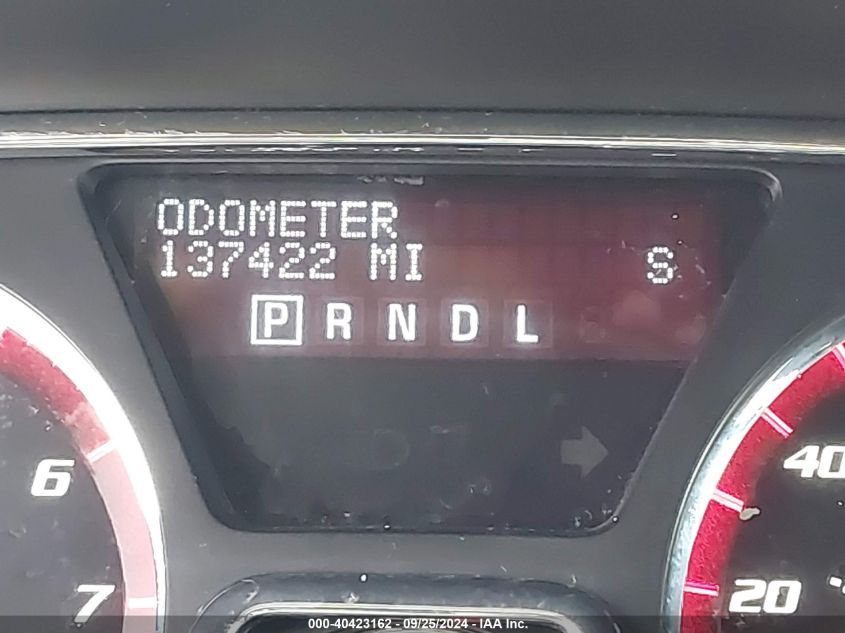 ODOMETER
137422 MI S
P R N D L
6
7
40
20
000-40423162 - 09/25/2024 - © IAA, Inc.